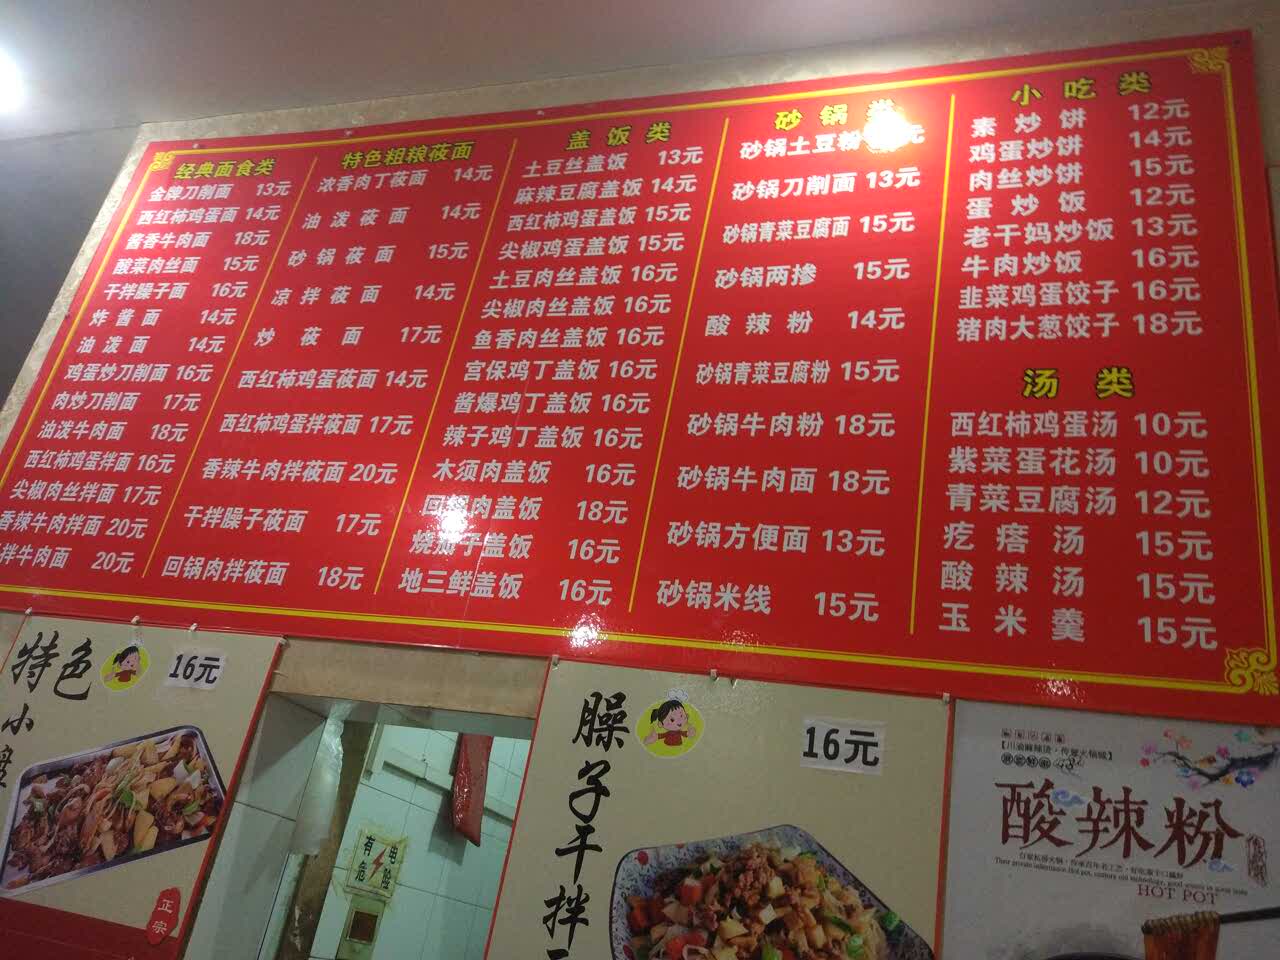 经典面食类
金牌刀削面 13元
西红柿鸡蛋面 14元
酱香牛肉面 18元
酸菜肉丝面 15元
干拌臊子面 16元
炸酱面 14元
油泼面 14元
鸡蛋炒刀削面 16元
肉炒刀削面 17元
油泼牛肉面 18元
西红柿鸡蛋拌面 16元
尖椒肉丝拌面 17元
香辣牛肉拌面 20元
拌牛肉面 20元
特色粗粮莜面
浓香肉丁莜面 14元
油泼莜面 14元
砂锅莜面 15元
凉拌莜面 14元
炒莜面 17元
西红柿鸡蛋莜面 14元
西红柿鸡蛋拌莜面 17元
香辣牛肉拌莜面 20元
干拌臊子莜面 17元
回锅肉拌莜面 18元
盖饭类
土豆丝盖饭 13元
麻辣豆腐盖饭 14元
西红柿鸡蛋盖饭 15元
尖椒鸡蛋盖饭 15元
土豆肉丝盖饭 16元
尖椒肉丝盖饭 16元
鱼香肉丝盖饭 16元
宫保鸡丁盖饭 16元
酱爆鸡丁盖饭 16元
辣子鸡丁盖饭 16元
木须肉盖饭 16元
回锅肉盖饭 18元
烧茄子盖饭 16元
地三鲜盖饭 16元
砂锅类
砂锅土豆粉 元
砂锅刀削面 13元
砂锅青菜豆腐面 15元
砂锅两掺 15元
酸辣粉 14元
砂锅青菜豆腐粉 15元
砂锅牛肉粉 18元
砂锅牛肉面 18元
砂锅方便面 13元
砂锅米线 15元
小吃类
素炒饼 12元
鸡蛋炒饼 14元
肉丝炒饼 15元
蛋炒饭 12元
老干妈炒饭 13元
牛肉炒饭 16元
韭菜鸡蛋饺子 16元
猪肉大葱饺子 18元
汤类
西红柿鸡蛋汤 10元
紫菜蛋花汤 10元
青菜豆腐汤 12元
疙瘩汤 15元
酸辣汤 15元
玉米羹 15元
特色
小
16元
正宗
有电
危险
臊子干拌
16元
【川渝麻辣烫·传世火锅城】
酸辣粉
HOT POT